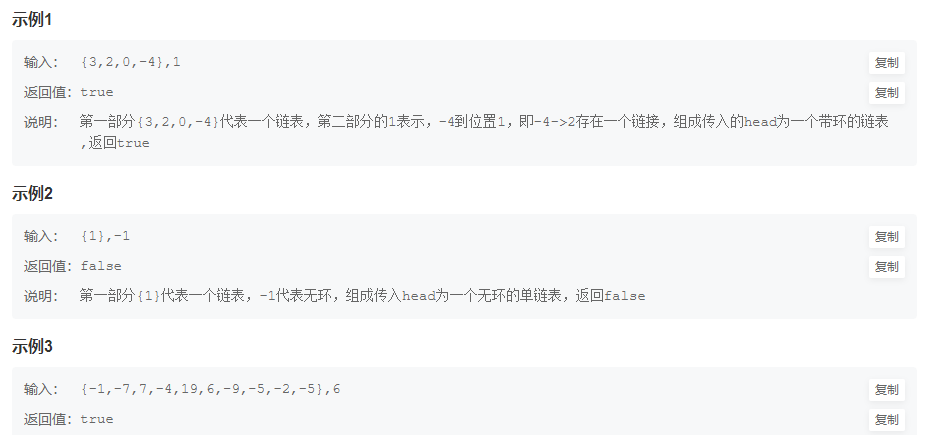 示例1
输入： {3,2,0,-4},1 复制
返回值：true 复制
说明： 第一部分{3,2,0,-4}代表一个链表，第二部分的1表示，-4到位置1，即-4->2存在一个链接，组成传入的head为一个带环的链表
,返回true
示例2
输入： {1},-1 复制
返回值：false 复制
说明： 第一部分{1}代表一个链表，-1代表无环，组成传入head为一个无环的单链表，返回false
示例3
输入： {-1,-7,7,-4,19,6,-9,-5,-2,-5},6 复制
返回值：true 复制